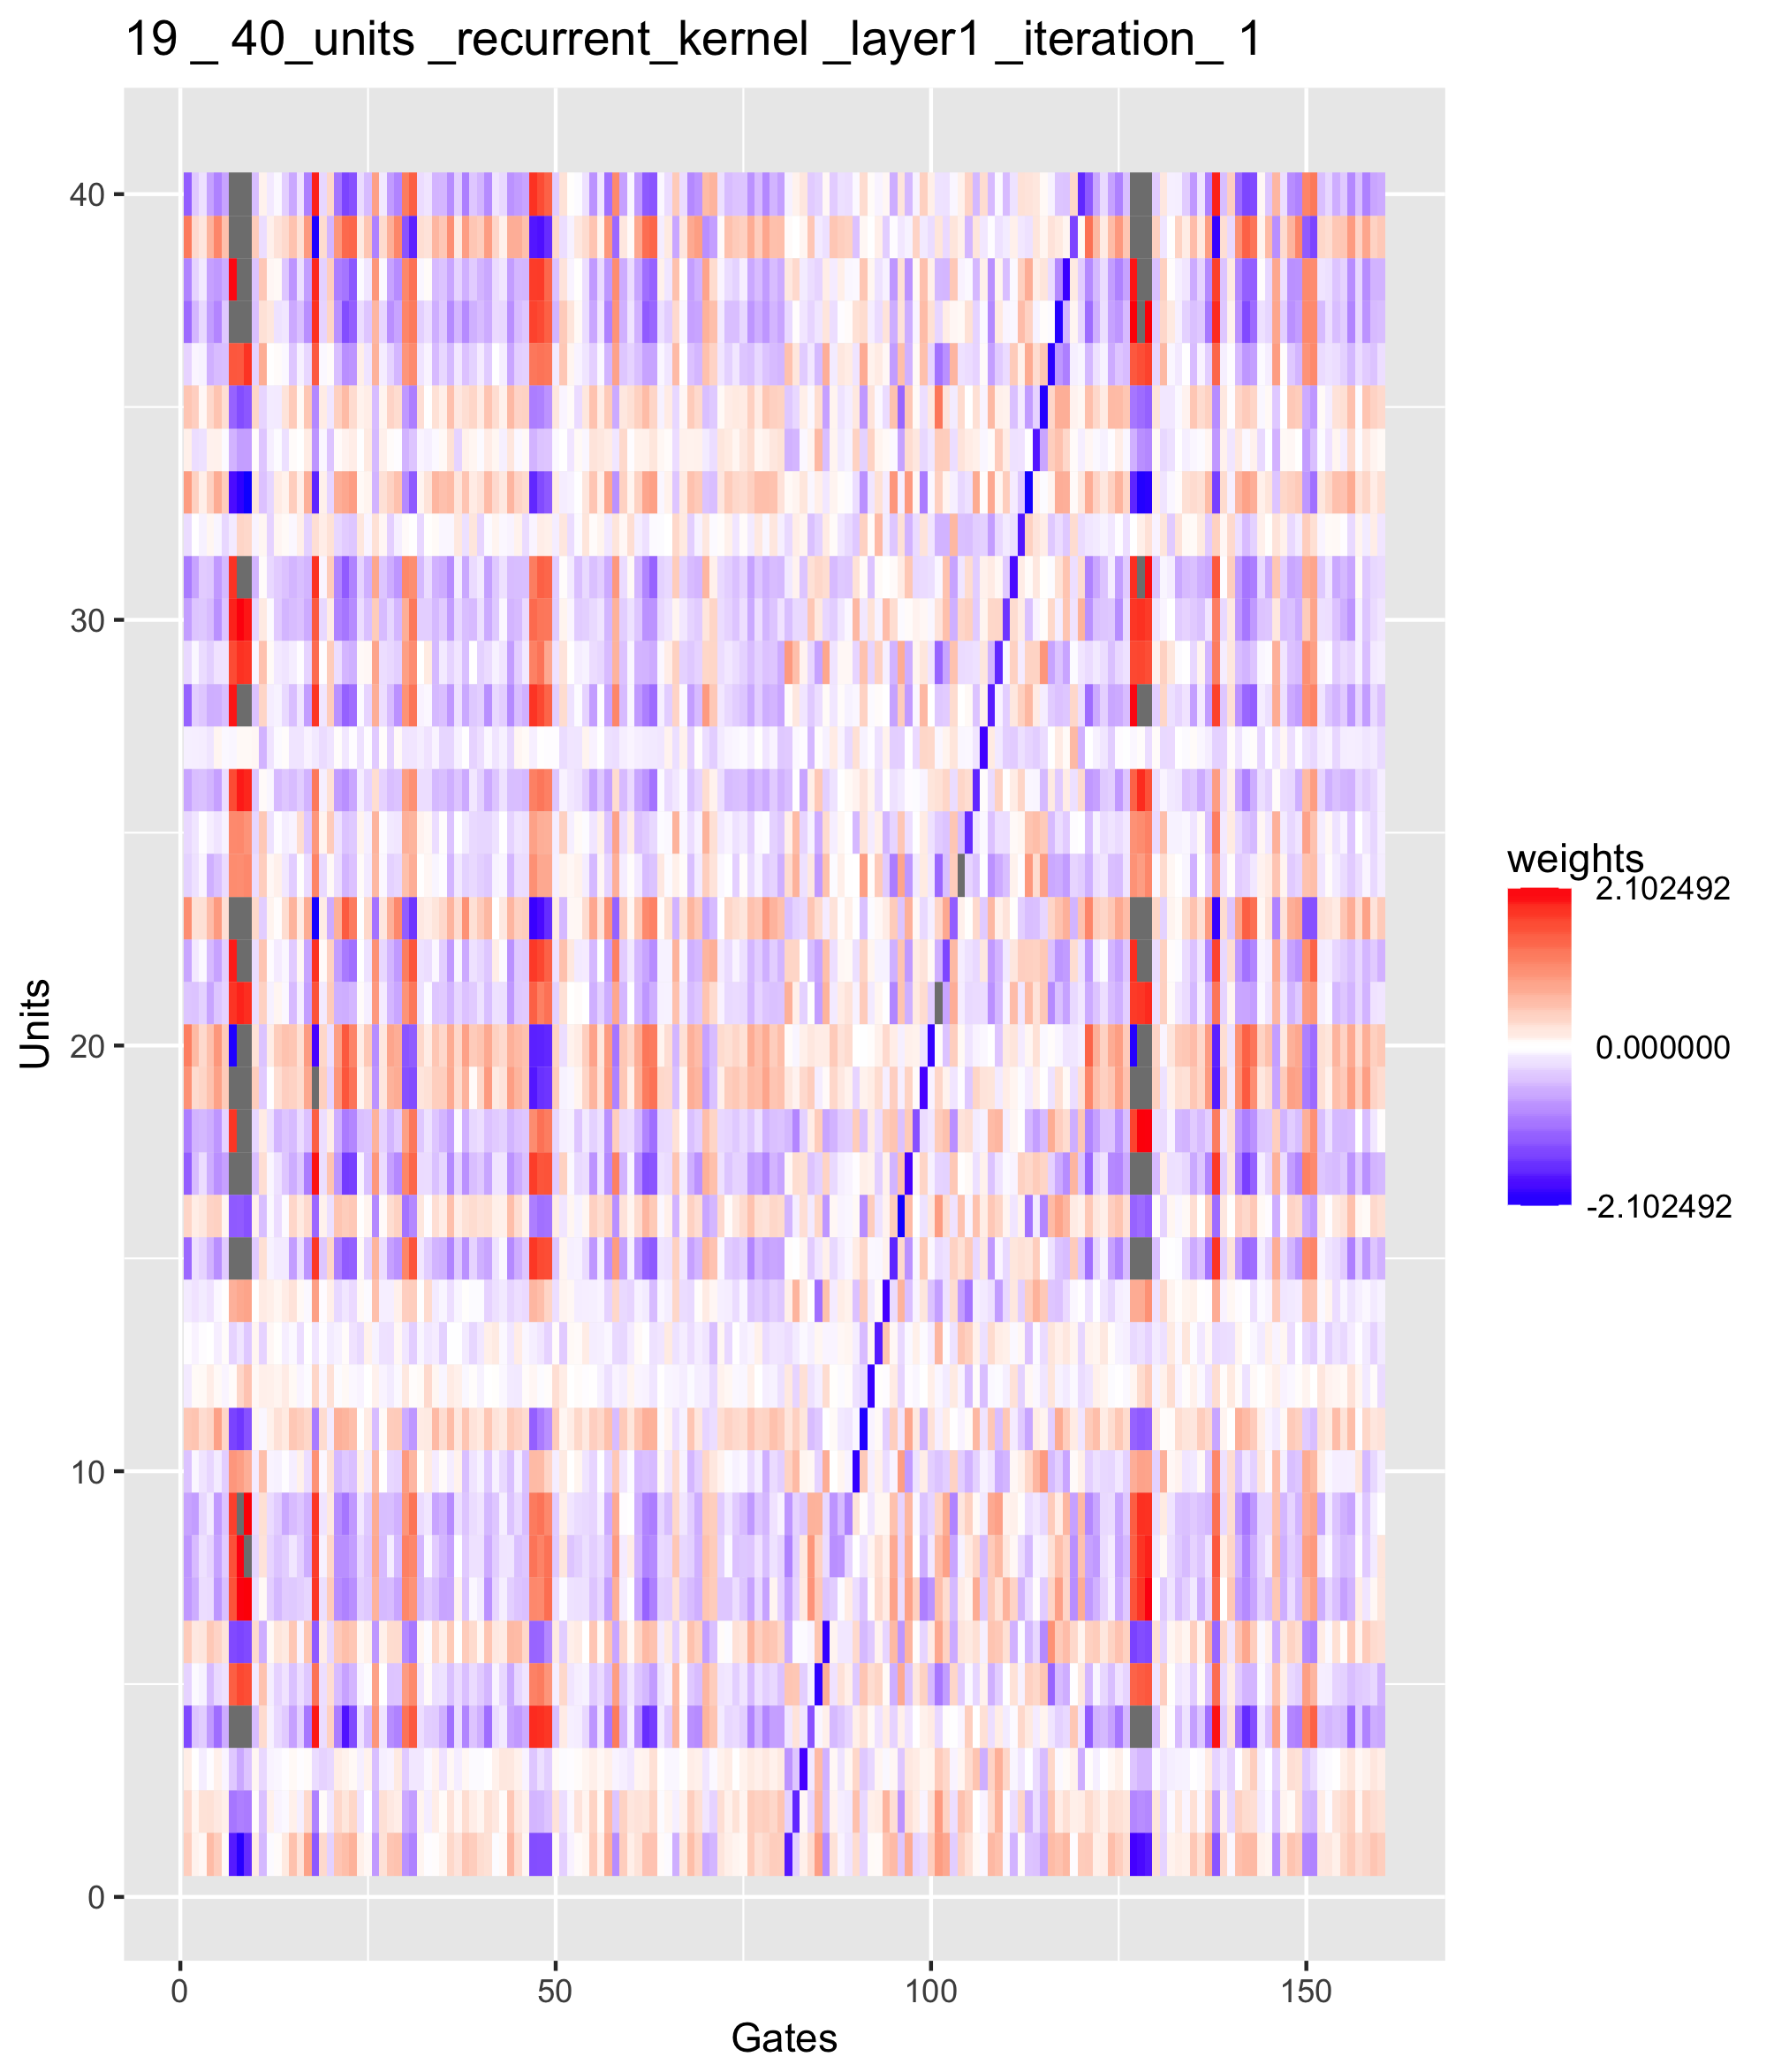 19 _ 40_units _recurrent_kernel _layer1 _iteration_ 1
40
30
20
10
0
Units
0 50 100 150
Gates
weights
2.102492
0.000000
-2.102492